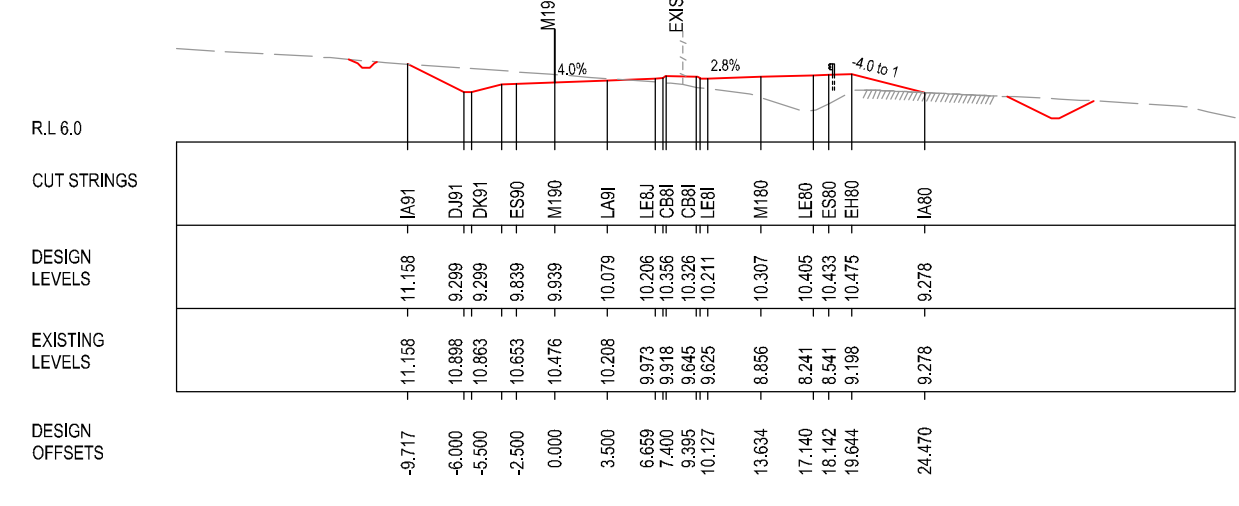 M19
EXIS
4.0%
2.8%
-4.0 to 1
R.L 6.0
CUT STRINGS
IA91
DJ91
DK91
ES90
M190
LA9I
LE8J
CB8I
CB8I
LE8I
M180
LE80
ES80
EH80
IA80
DESIGN
LEVELS
11.158
9.299
9.299
9.839
9.939
10.079
10.206
10.356
10.326
10.211
10.307
10.405
10.433
10.475
9.278
EXISTING
LEVELS
11.158
10.898
10.863
10.653
10.476
10.208
9.973
9.918
9.645
9.625
8.856
8.241
8.541
9.198
9.278
DESIGN
OFFSETS
-9.717
-6.000
-5.500
-2.500
0.000
3.500
6.659
7.400
9.395
10.127
13.634
17.140
18.142
19.644
24.470